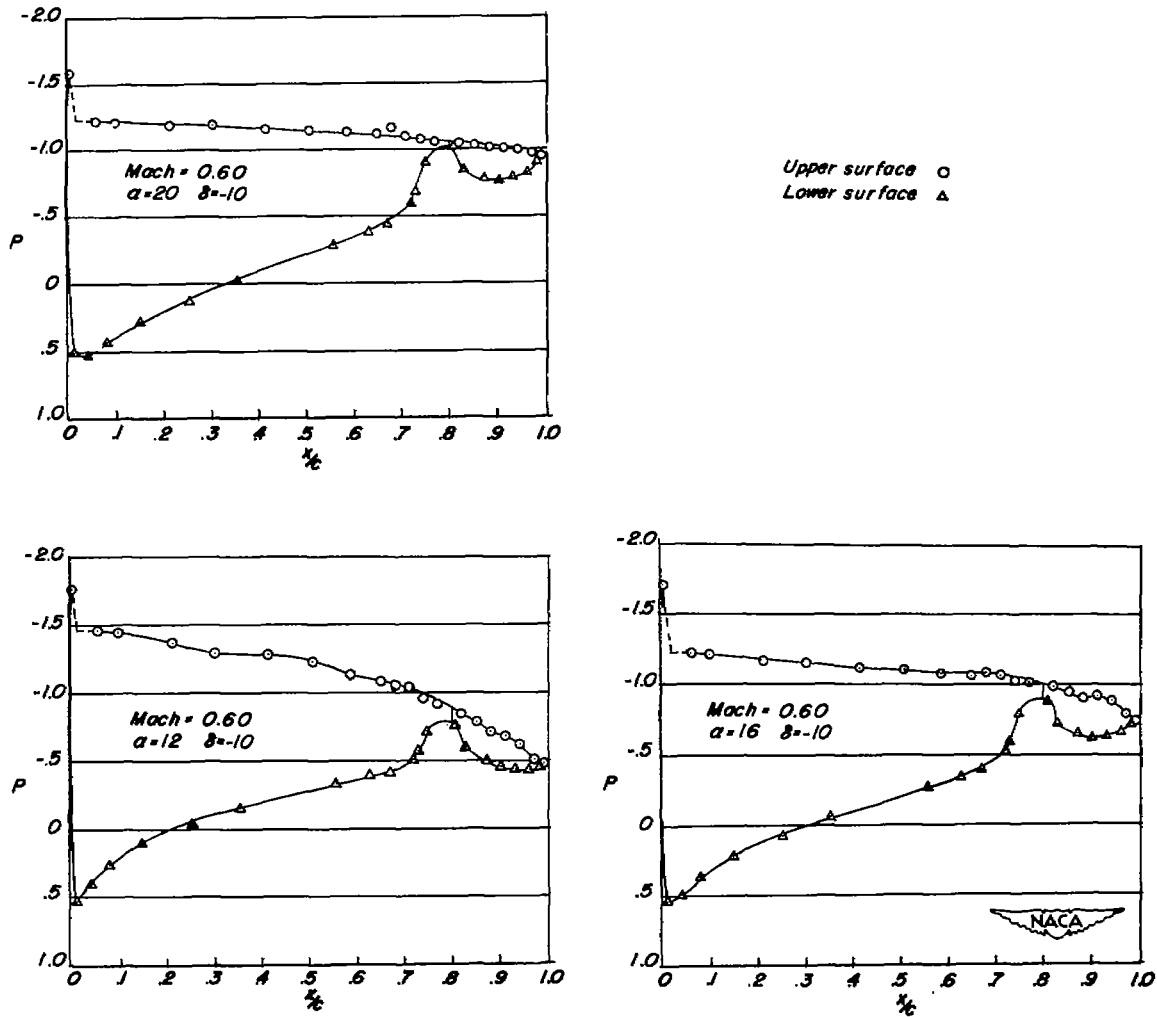 -2.0
-1.5
-1.0
-.5
0
.5
1.0
P
Mach = 0.60
α=20 δ=-10
0 .1 .2 .3 .4 .5 .6 .7 .8 .9 1.0
x/c
Upper surface ○
Lower surface △
-2.0
-1.5
-1.0
-.5
0
.5
1.0
P
Mach = 0.60
α=12 δ=-10
0 .1 .2 .3 .4 .5 .6 .7 .8 .9 1.0
x/c
-2.0
-1.5
-1.0
-.5
0
.5
1.0
P
Mach = 0.60
α=16 δ=-10
NACA
0 .1 .2 .3 .4 .5 .6 .7 .8 .9 1.0
x/c